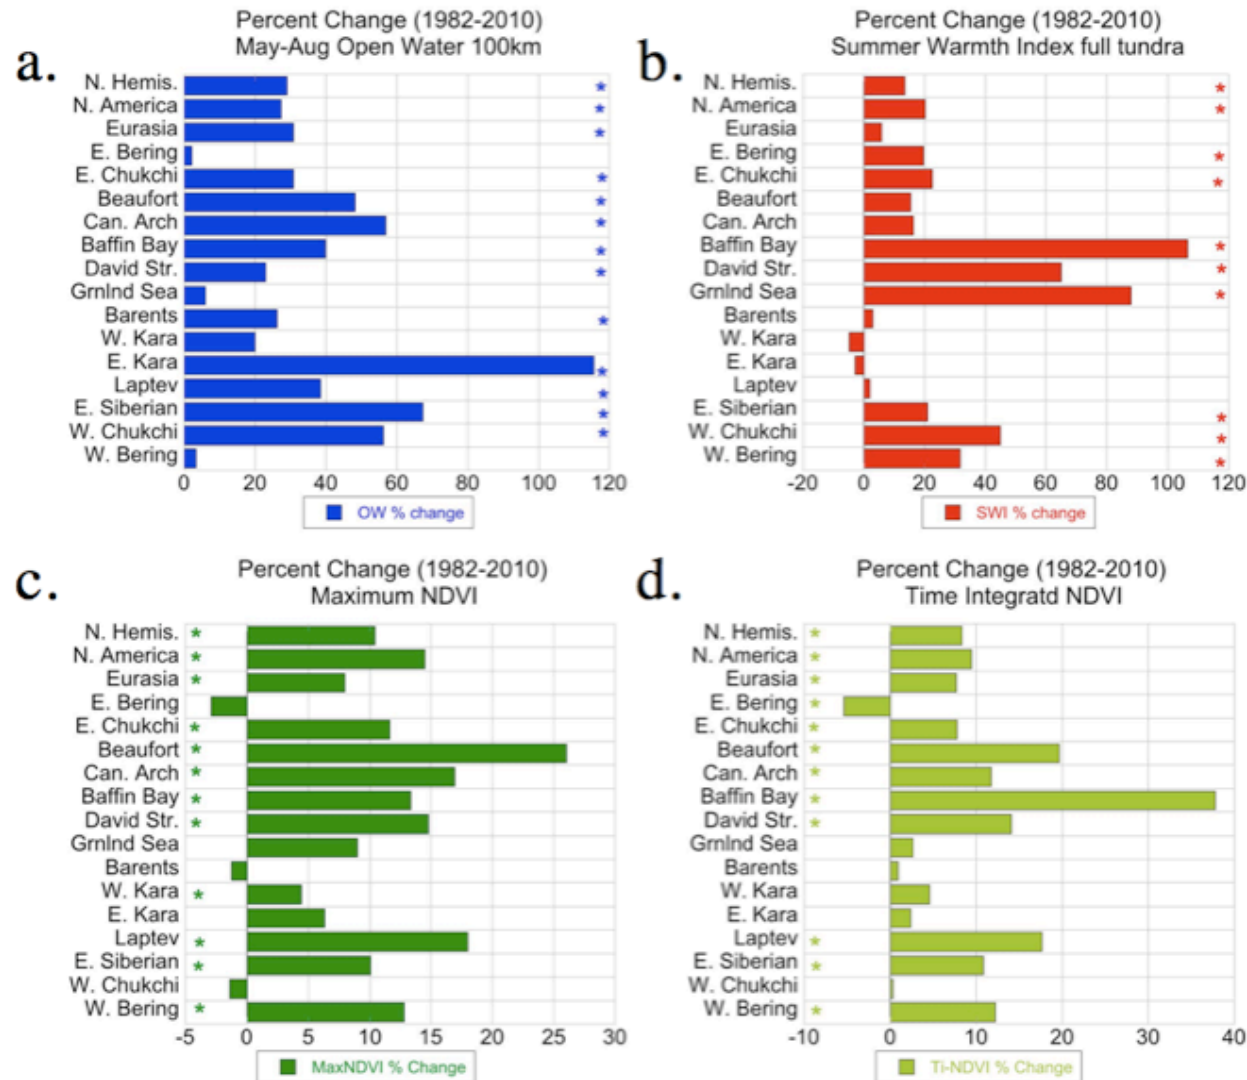 a.
Percent Change (1982-2010)
May-Aug Open Water 100km
N. Hemis.
*
N. America
*
Eurasia
*
E. Bering
E. Chukchi
*
Beaufort
*
Can. Arch
*
Baffin Bay
*
David Str.
*
Grnlnd Sea
Barents
*
W. Kara
E. Kara
*
Laptev
*
E. Siberian
*
W. Chukchi
*
W. Bering
0 20 40 60 80 100 120
OW % change
b.
Percent Change (1982-2010)
Summer Warmth Index full tundra
N. Hemis.
*
N. America
*
Eurasia
E. Bering
*
E. Chukchi
*
Beaufort
Can. Arch
Baffin Bay
*
David Str.
*
Grnlnd Sea
*
Barents
W. Kara
E. Kara
Laptev
E. Siberian
*
W. Chukchi
*
W. Bering
*
-20 0 20 40 60 80 100 120
SWI % change
c.
Percent Change (1982-2010)
Maximum NDVI
N. Hemis. *
N. America *
Eurasia *
E. Bering
E. Chukchi *
Beaufort *
Can. Arch *
Baffin Bay *
David Str. *
Grnlnd Sea
Barents
W. Kara *
E. Kara
Laptev *
E. Siberian *
W. Chukchi
W. Bering *
-5 0 5 10 15 20 25 30
MaxNDVI % Change
d.
Percent Change (1982-2010)
Time Integratd NDVI
N. Hemis. *
N. America *
Eurasia *
E. Bering *
E. Chukchi *
Beaufort *
Can. Arch *
Baffin Bay *
David Str. *
Grnlnd Sea
Barents
W. Kara
E. Kara
Laptev *
E. Siberian *
W. Chukchi
W. Bering *
-10 0 10 20 30 40
Ti-NDVI % Change